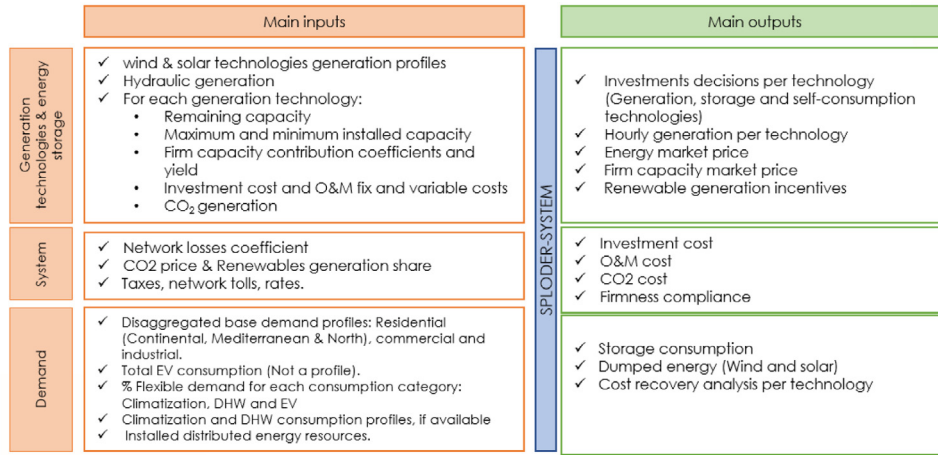 Main inputs
Main outputs
Generation
technologies & energy
storage
✓ wind & solar technologies generation profiles
✓ Hydraulic generation
✓ For each generation technology:
• Remaining capacity
• Maximum and minimum installed capacity
• Firm capacity contribution coefficients and
yield
• Investment cost and O&M fix and variable costs
• CO₂ generation
System
✓ Network losses coefficient
✓ CO2 price & Renewables generation share
✓ Taxes, network tolls, rates.
Demand
✓ Disaggregated base demand profiles: Residential
(Continental, Mediterranean & North), commercial and
industrial.
✓ Total EV consumption (Not a profile).
✓ % Flexible demand for each consumption category:
Climatization, DHW and EV
✓ Climatization and DHW consumption profiles, if available
✓ Installed distributed energy resources.
SPLODER-SYSTEM
✓ Investments decisions per technology
(Generation, storage and self-consumption
technologies)
✓ Hourly generation per technology
✓ Energy market price
✓ Firm capacity market price
✓ Renewable generation incentives
✓ Investment cost
✓ O&M cost
✓ CO2 cost
✓ Firmness compliance
✓ Storage consumption
✓ Dumped energy (Wind and solar)
✓ Cost recovery analysis per technology